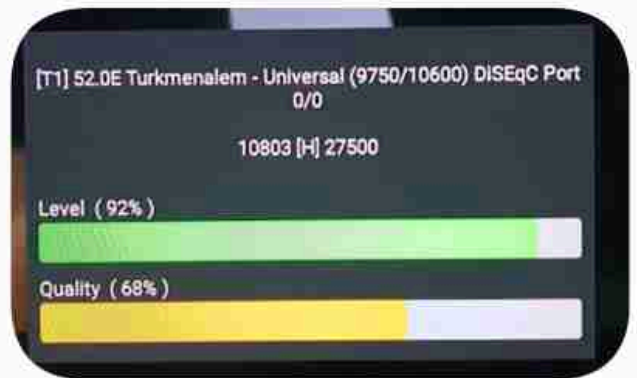 [T1] 52.0E Turkmenalem - Universal (9750/10600) DiSEqC Port
0/0
10803 [H] 27500
Level ( 92% )
Quality ( 68% )